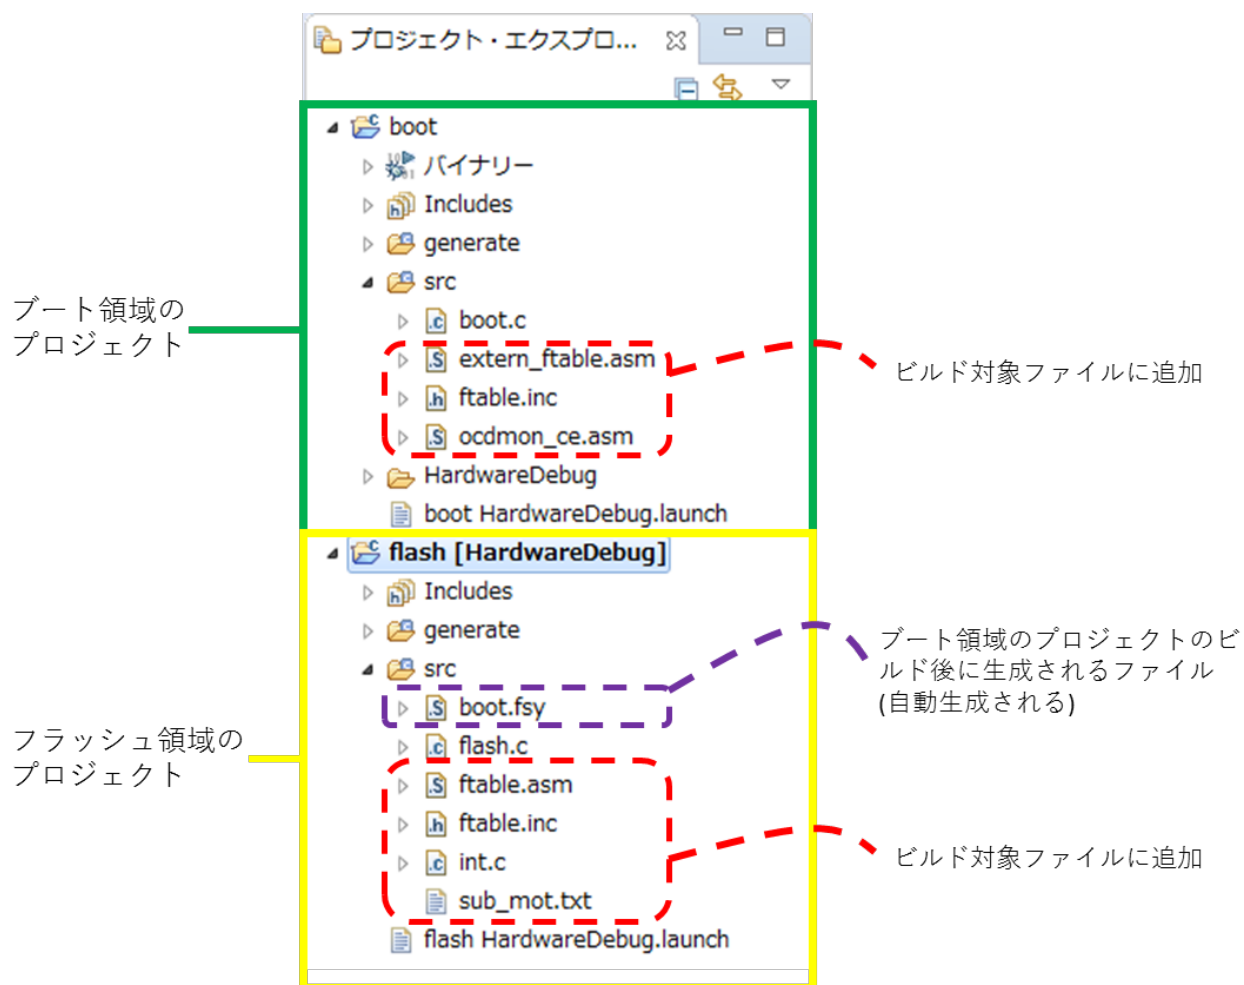 プロジェクト・エクスプロ...
boot
バイナリー
Includes
generate
src
boot.c
extern_ftable.asm
ftable.inc
ocdmon_ce.asm
HardwareDebug
boot HardwareDebug.launch
flash [HardwareDebug]
Includes
generate
src
boot.fsy
flash.c
ftable.asm
ftable.inc
int.c
sub_mot.txt
flash HardwareDebug.launch
ブート領域の
プロジェクト
フラッシュ領域の
プロジェクト
ビルド対象ファイルに追加
ブート領域のプロジェクトのビ
ルド後に生成されるファイル
(自動生成される)
ビルド対象ファイルに追加